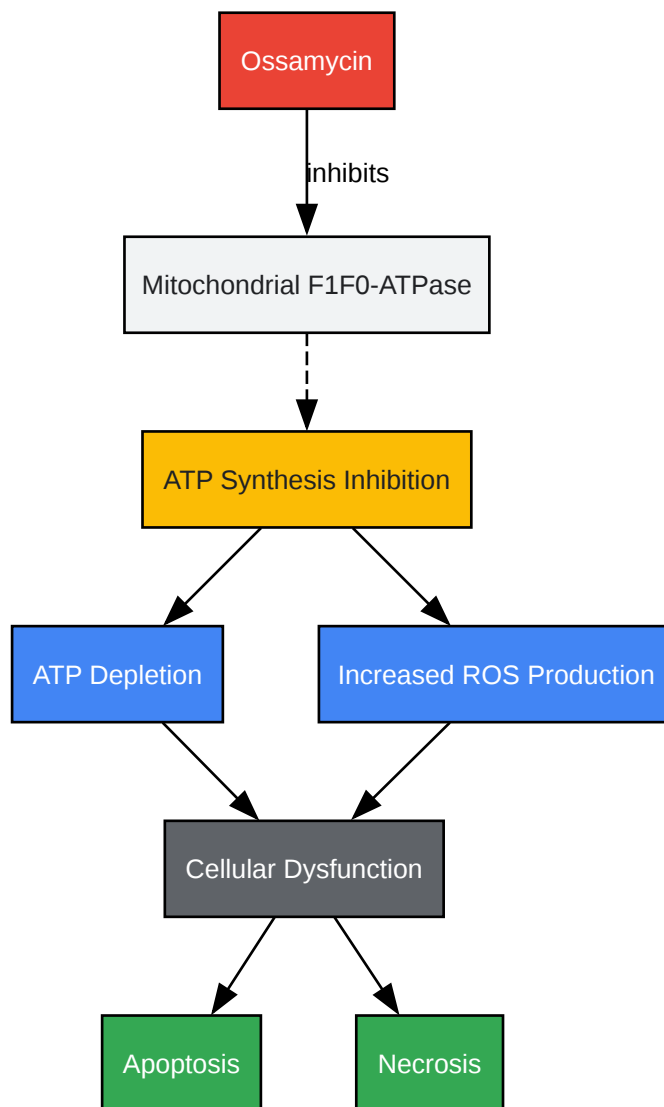 Ossamycin
inhibits
Mitochondrial F1F0-ATPase
ATP Synthesis Inhibition
ATP Depletion
Increased ROS Production
Cellular Dysfunction
Apoptosis
Necrosis